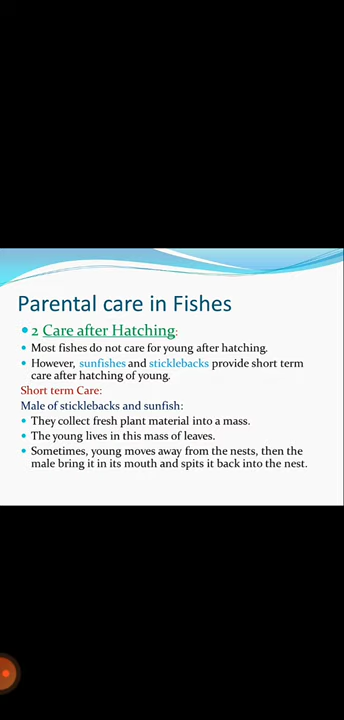 Parental care in Fishes
• 2 Care after Hatching:
• Most fishes do not care for young after hatching.
• However, sunfishes and sticklebacks provide short term
care after hatching of young.
Short term Care:
Male of sticklebacks and sunfish:
• They collect fresh plant material into a mass.
• The young lives in this mass of leaves.
• Sometimes, young moves away from the nests, then the
male bring it in its mouth and spits it back into the nest.